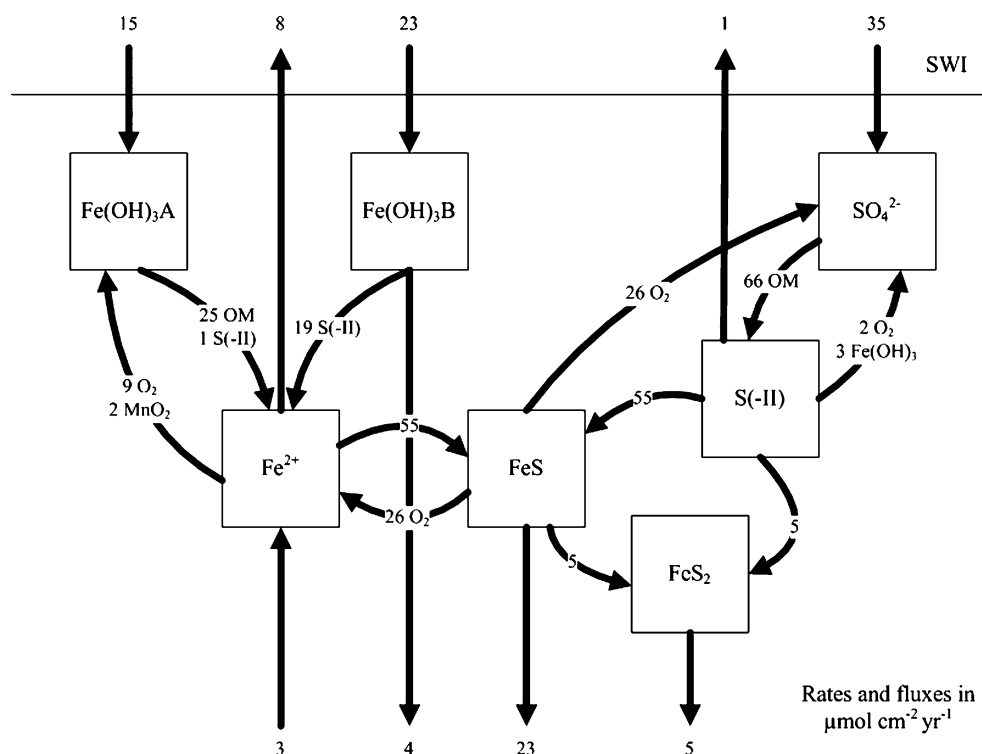 15
8
23
1
35
SWI
Fe(OH)₃A
Fe(OH)₃B
SO₄²⁻
25 OM
1 S(-II)
19 S(-II)
26 O₂
66 OM
2 O₂
3 Fe(OH)₃
9 O₂
2 MnO₂
S(-II)
55
55
Fe²⁺
FeS
26 O₂
5
5
FeS₂
Rates and fluxes in
μmol cm⁻² yr⁻¹
3
4
23
5